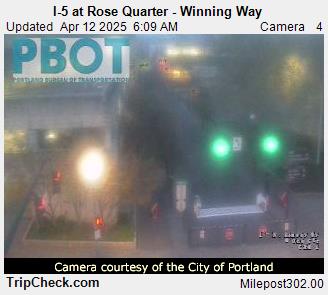 I-5 at Rose Quarter - Winning Way
Updated Apr 12 2025 6:09 AM Camera 4
PBOT
PORTLAND BUREAU OF TRANSPORTATION
Camera courtesy of the City of Portland
TripCheck.com Milepost302.00